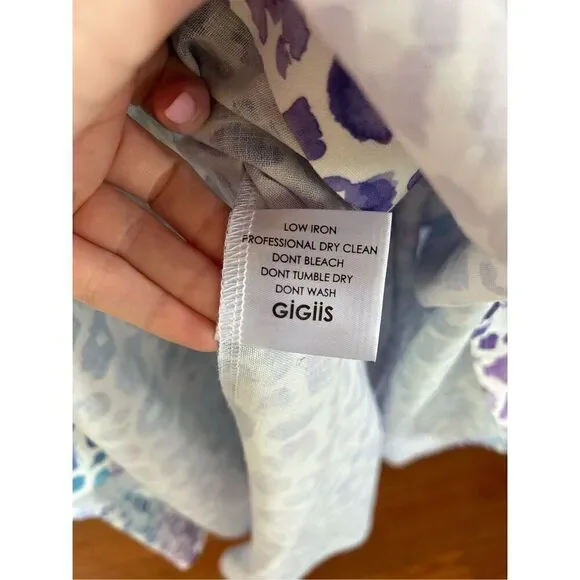 LOW IRON
PROFESSIONAL DRY CLEAN
DONT BLEACH
DONT TUMBLE DRY
DONT WASH
GiGiiS